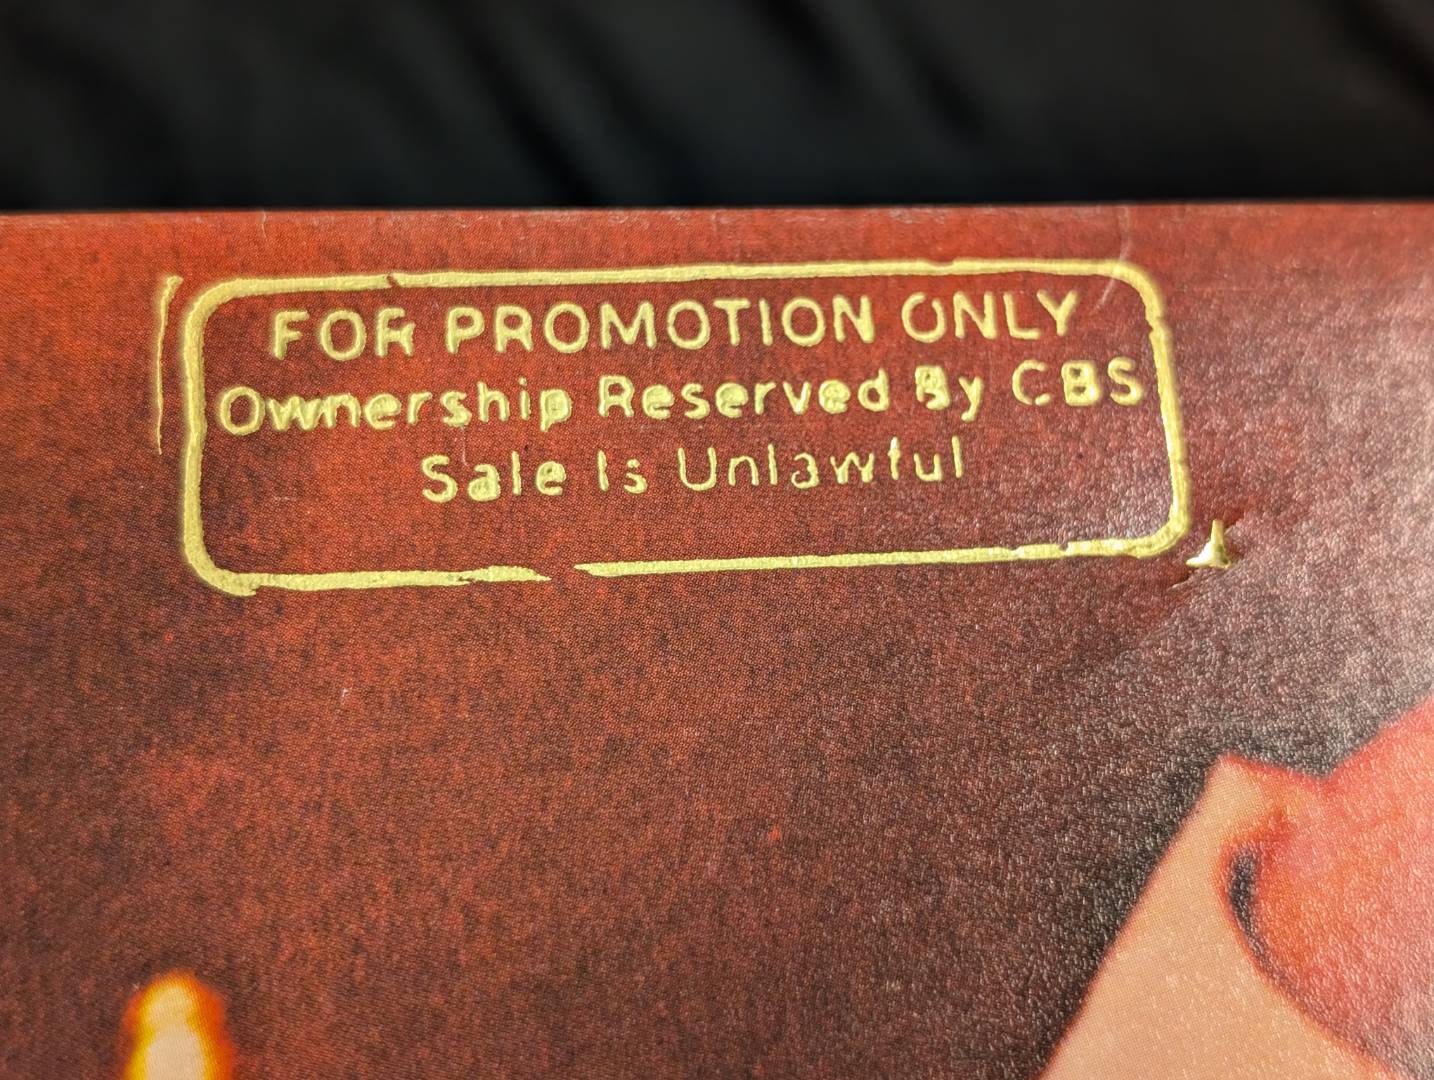 FOR PROMOTION ONLY
Ownership Reserved By CBS
Sale Is Unlawful